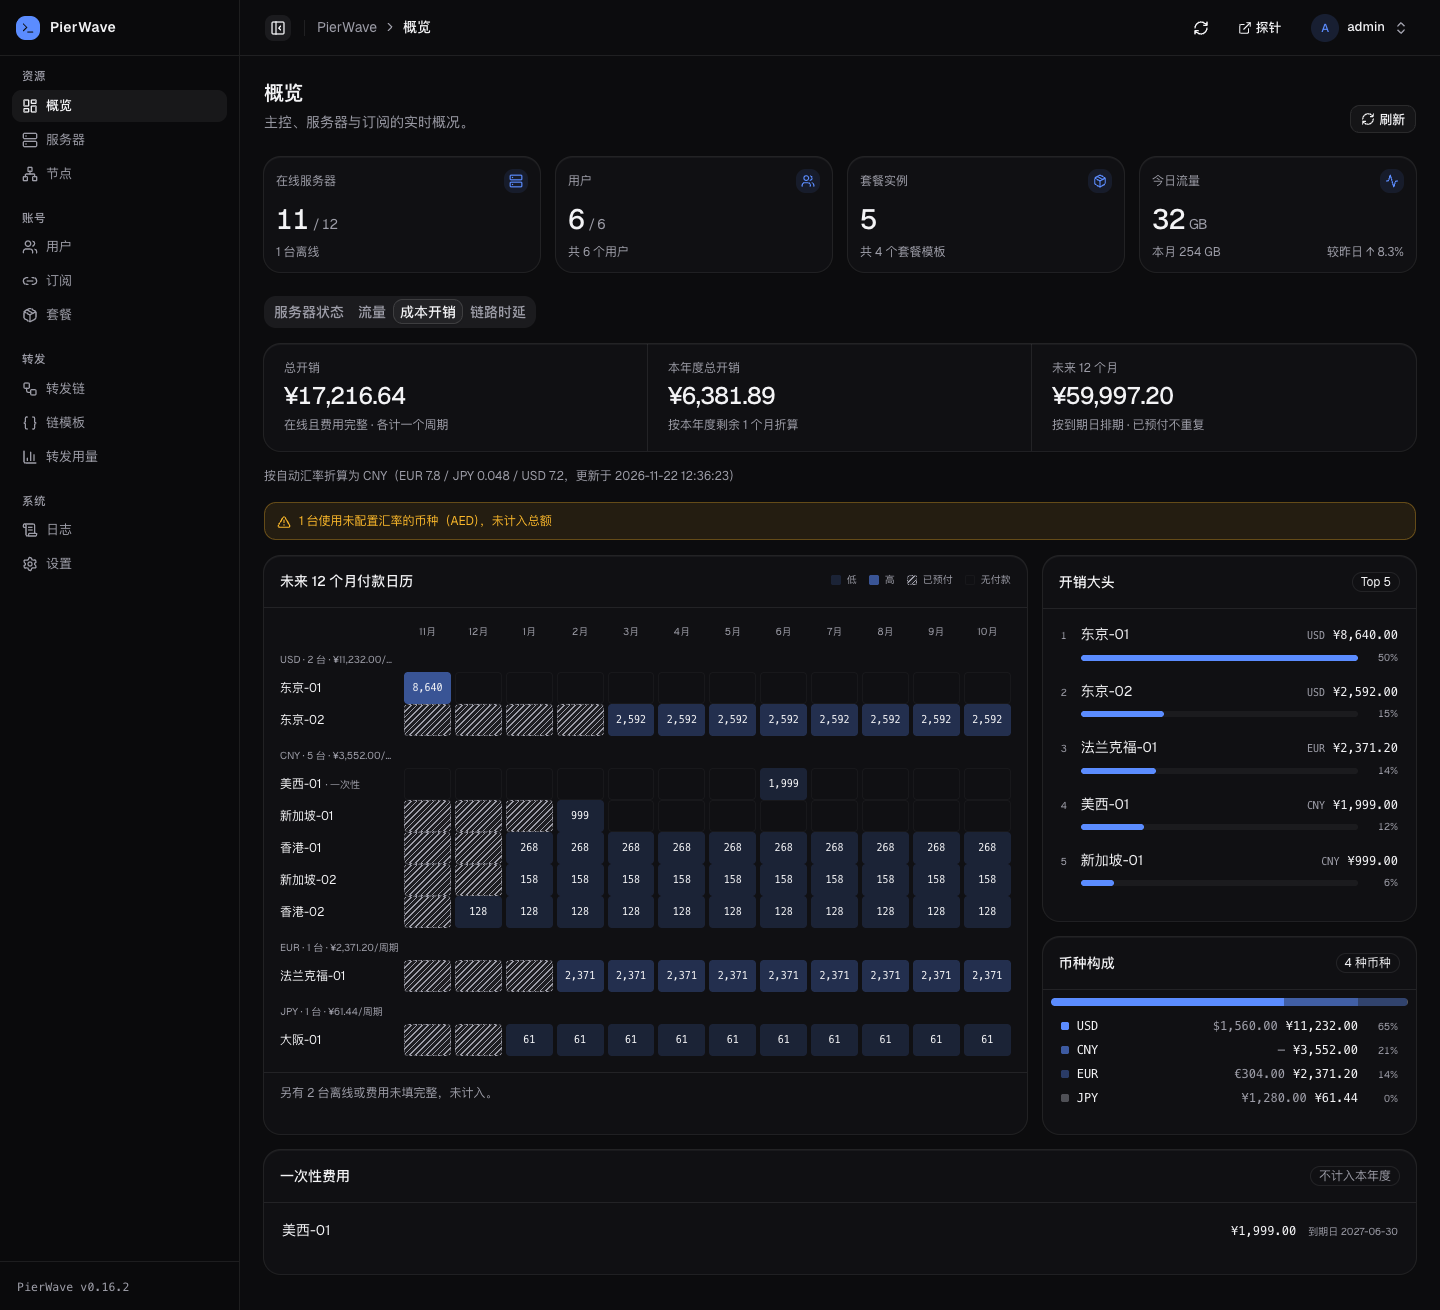 PierWave
PierWave > 概览
探针
A admin
资源
概览
服务器
节点
账号
用户
订阅
套餐
转发
转发链
链模板
转发用量
系统
日志
设置
PierWave v0.16.2
概览
主控、服务器与订阅的实时概况。
刷新
在线服务器
11 / 12
1 台离线
用户
6 / 6
共 6 个用户
套餐实例
5
共 4 个套餐模板
今日流量
32 GB
本月 254 GB 较昨日 ↑ 8.3%
服务器状态 流量 成本开销 链路时延
总开销
¥17,216.64
在线且费用完整 · 各计一个周期
本年度总开销
¥6,381.89
按本年度剩余 1 个月折算
未来 12 个月
¥59,997.20
按到期日排期 · 已预付不重复
按自动汇率折算为 CNY（EUR 7.8 / JPY 0.048 / USD 7.2，更新于 2026-11-22 12:36:23）
1 台使用未配置汇率的币种（AED），未计入总额
未来 12 个月付款日历
低 高 已预付 无付款
11月 12月 1月 2月 3月 4月 5月 6月 7月 8月 9月 10月
USD · 2 台 · ¥11,232.00/...
东京-01 8,640
东京-02 2,592 2,592 2,592 2,592 2,592 2,592 2,592 2,592
CNY · 5 台 · ¥3,552.00/...
美西-01 · 一次性 1,999
新加坡-01 999
香港-01 268 268 268 268 268 268 268 268 268 268
新加坡-02 158 158 158 158 158 158 158 158 158 158
香港-02 128 128 128 128 128 128 128 128 128 128 128
EUR · 1 台 · ¥2,371.20/周期
法兰克福-01 2,371 2,371 2,371 2,371 2,371 2,371 2,371 2,371 2,371
JPY · 1 台 · ¥61.44/周期
大阪-01 61 61 61 61 61 61 61 61 61 61
另有 2 台离线或费用未填完整，未计入。
开销大头 Top 5
1 东京-01 USD ¥8,640.00
50%
2 东京-02 USD ¥2,592.00
15%
3 法兰克福-01 EUR ¥2,371.20
14%
4 美西-01 CNY ¥1,999.00
12%
5 新加坡-01 CNY ¥999.00
6%
币种构成 4 种币种
USD $1,560.00 ¥11,232.00 65%
CNY — ¥3,552.00 21%
EUR €304.00 ¥2,371.20 14%
JPY ¥1,280.00 ¥61.44 0%
一次性费用 不计入本年度
美西-01 ¥1,999.00 到期日 2027-06-30